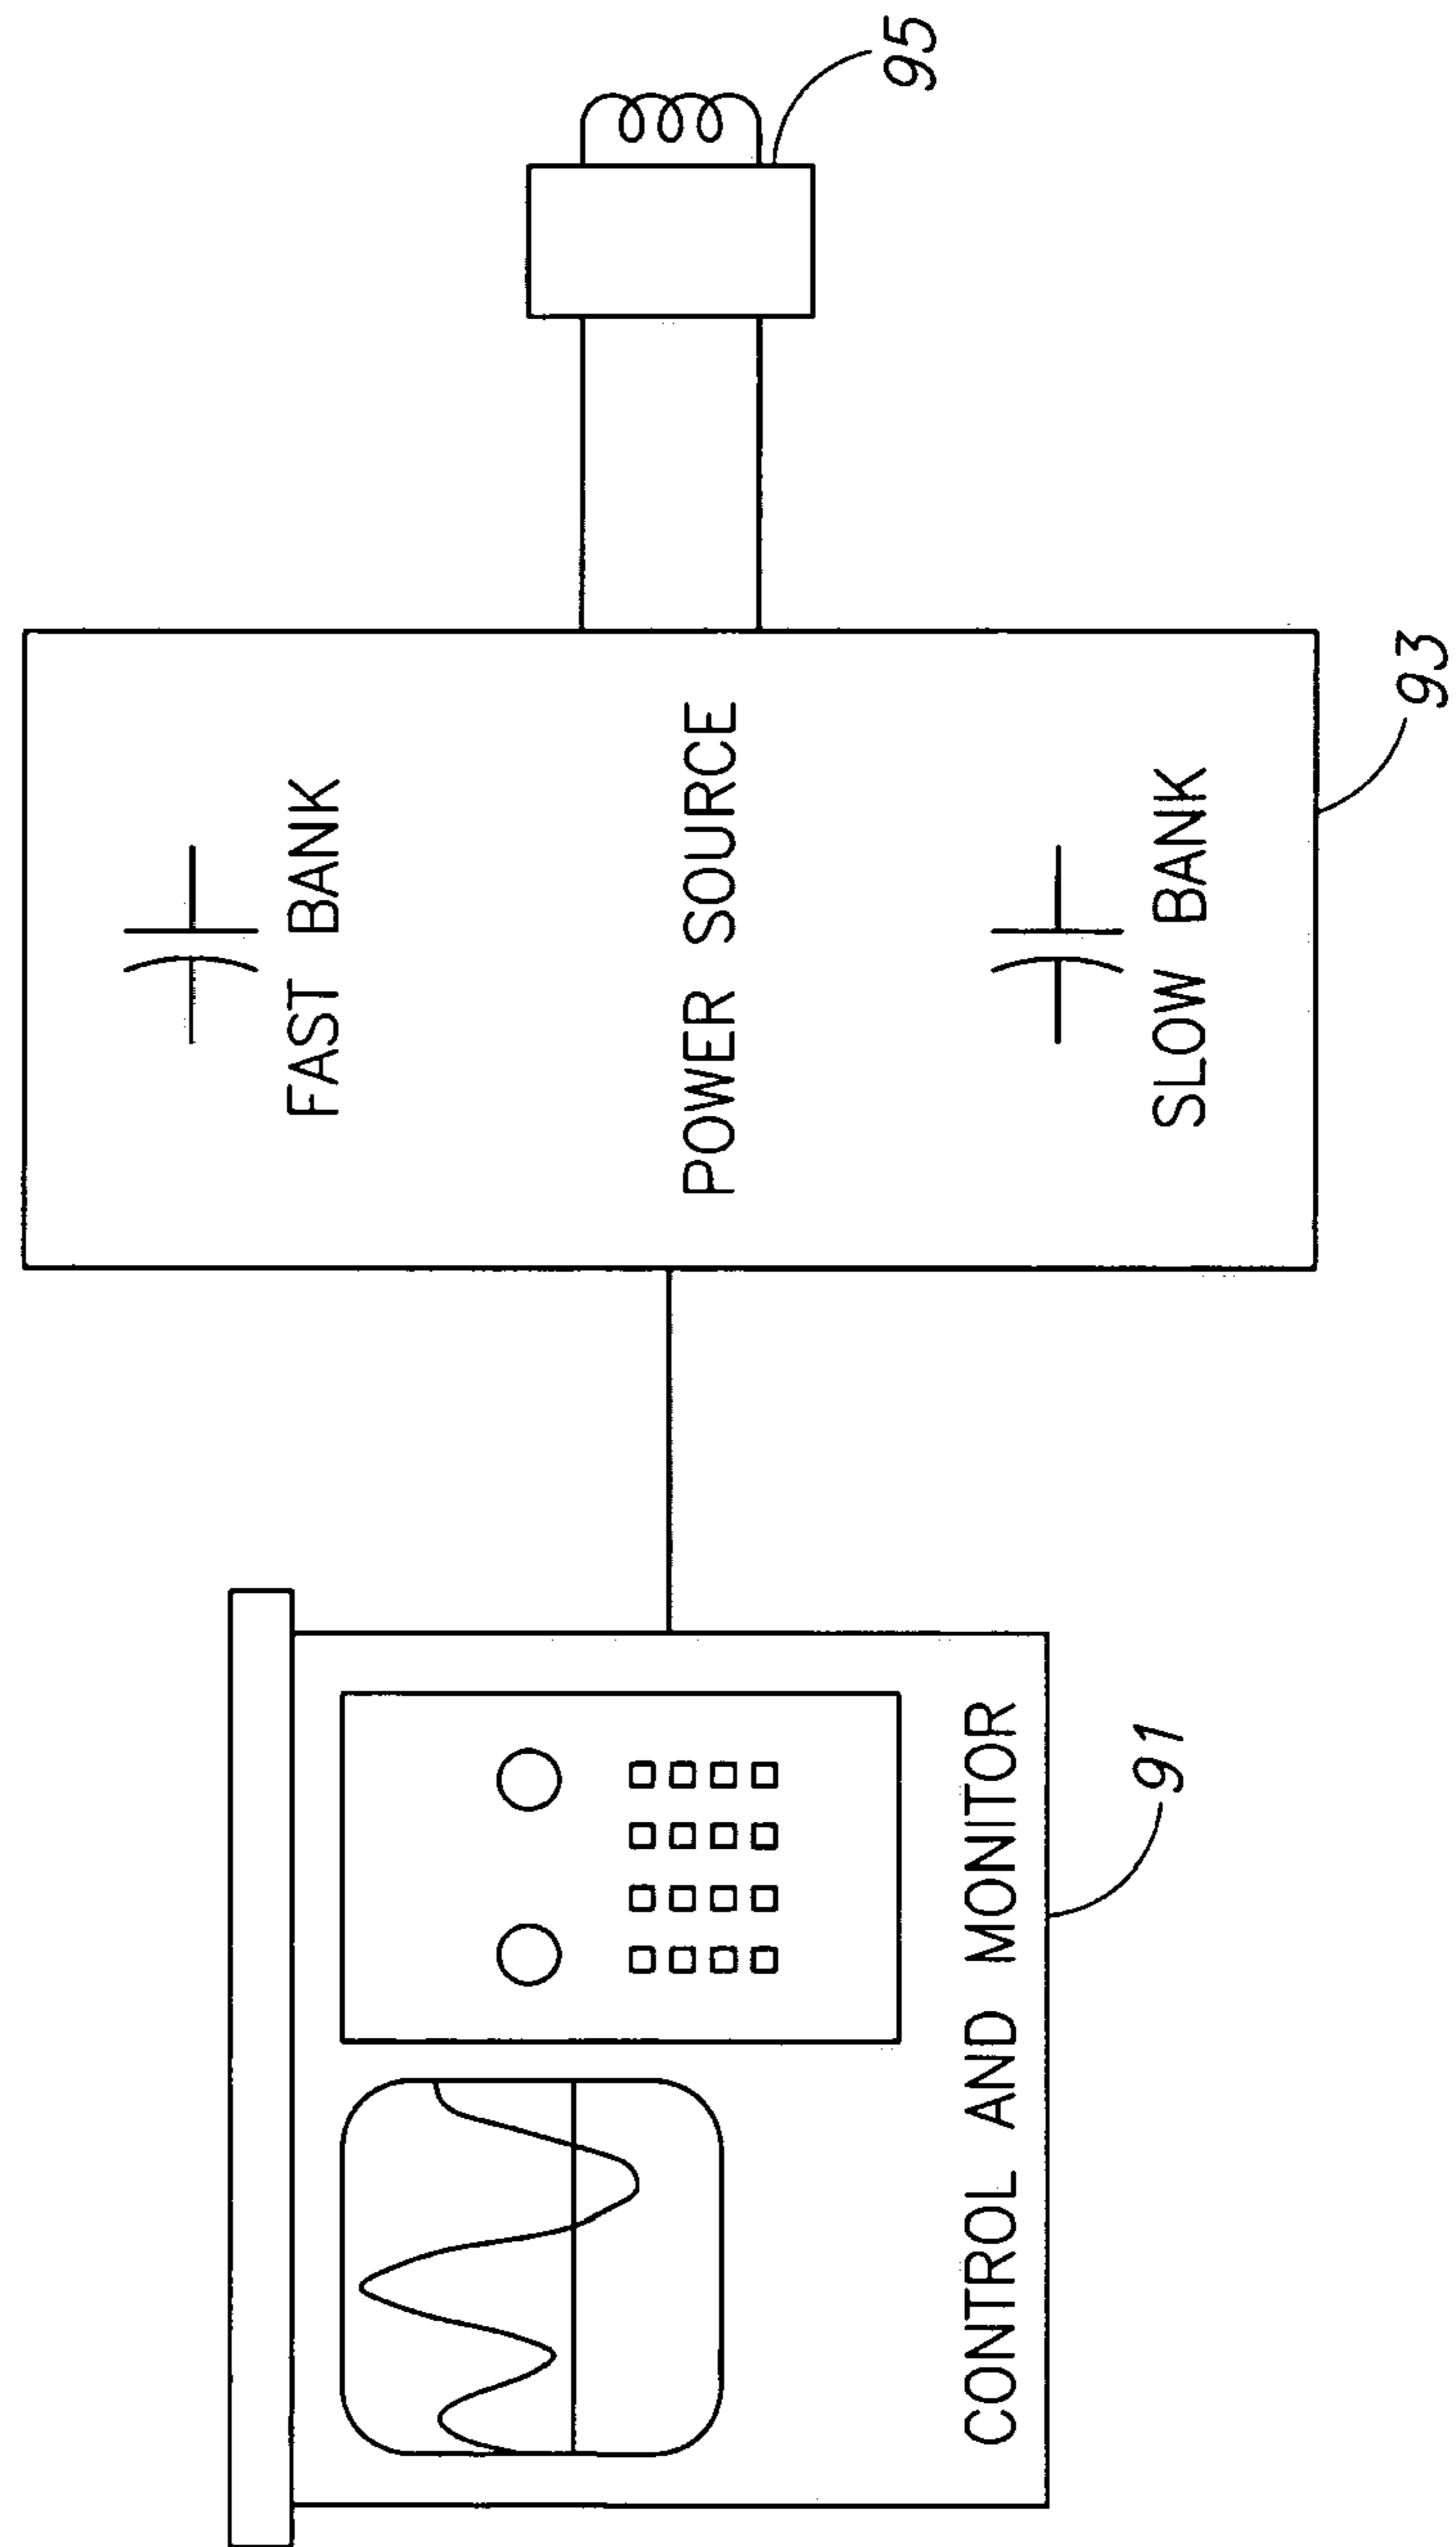 CONTROL AND MONITOR
91
FAST BANK
POWER SOURCE
SLOW BANK
93
95